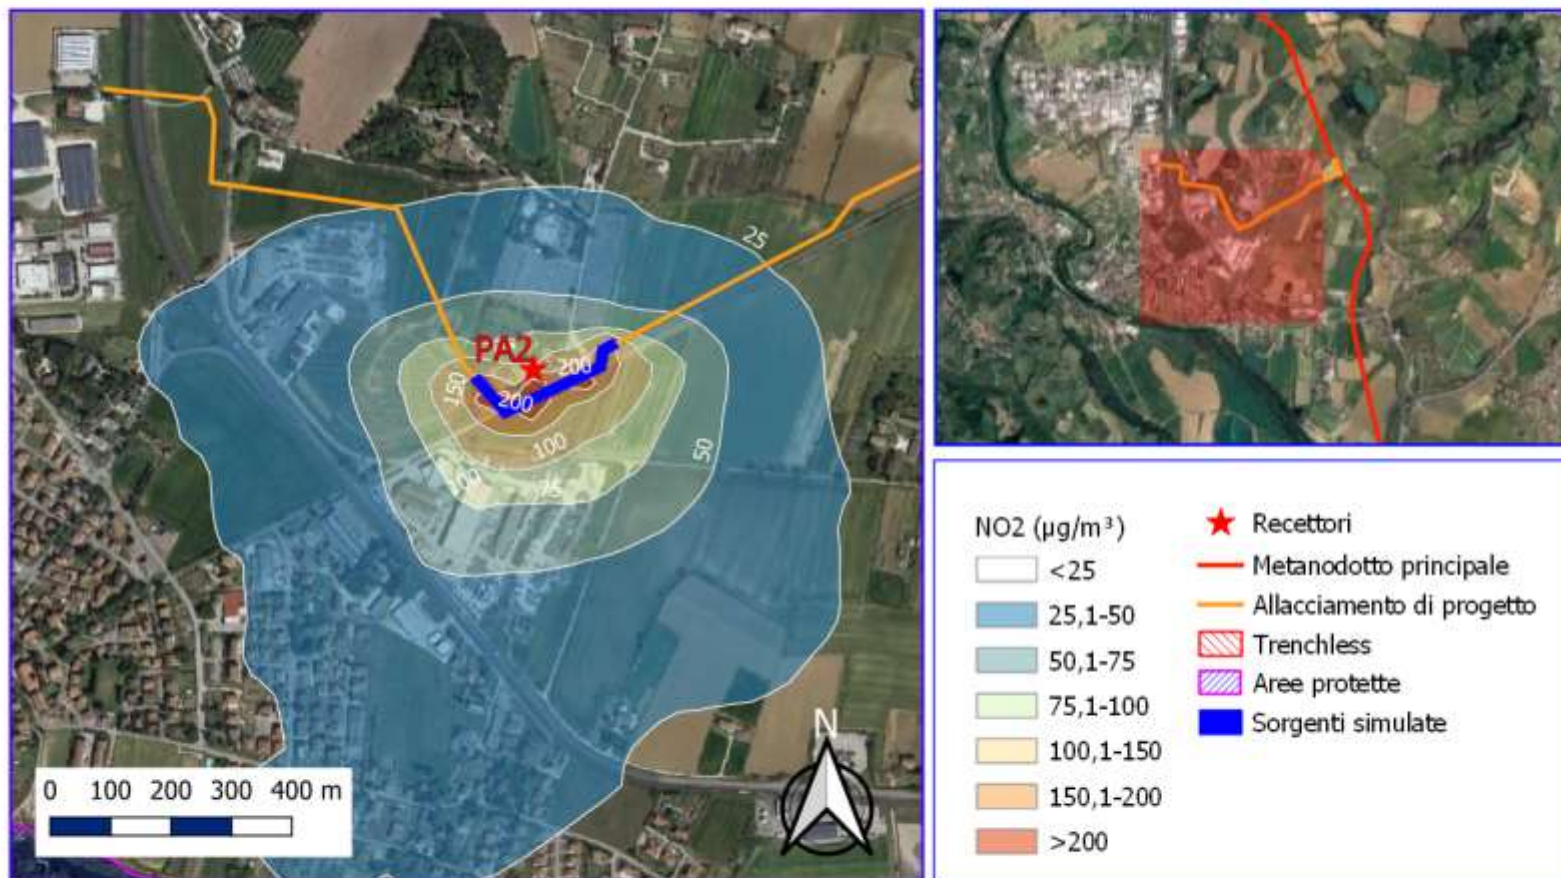 25
PA2
200
150
200
50
100
100
75
N
0 100 200 300 400 m
NO2 (µg/m³)
<25
25,1-50
50,1-75
75,1-100
100,1-150
150,1-200
>200
Recettori
Metanodotto principale
Allacciamento di progetto
Trenchless
Aree protette
Sorgenti simulate